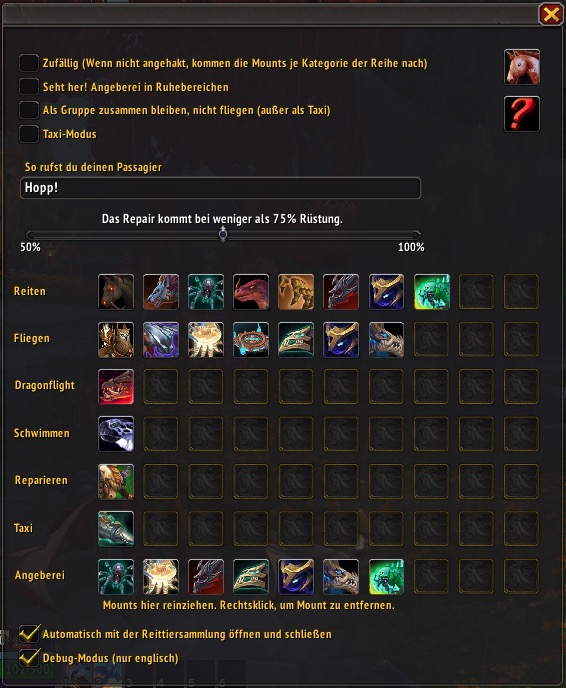 Zufällig (Wenn nicht angehakt, kommen die Mounts je Kategorie der Reihe nach)
Seht her! Angeberei in Ruhebereichen
Als Gruppe zusammen bleiben, nicht fliegen (außer als Taxi)
Taxi-Modus
So rufst du deinen Passagier
Hopp!
Das Repair kommt bei weniger als 75% Rüstung.
50% 100%
Reiten
Fliegen
Dragonflight
Schwimmen
Reparieren
Taxi
Angeberei
Mounts hier reinziehen. Rechtsklick, um Mount zu entfernen.
Automatisch mit der Reittiersammlung öffnen und schließen
Debug-Modus (nur englisch)